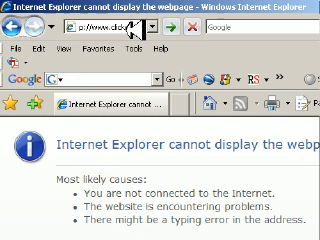 Internet Explorer cannot display the webpage - Windows Internet Explorer
p://www.click
Google
File Edit View Favorites Tools Help
Google G Go RS »
Internet Explorer cannot ...
Internet Explorer cannot display the webp
Most likely causes:
• You are not connected to the Internet.
• The website is encountering problems.
• There might be a typing error in the address.